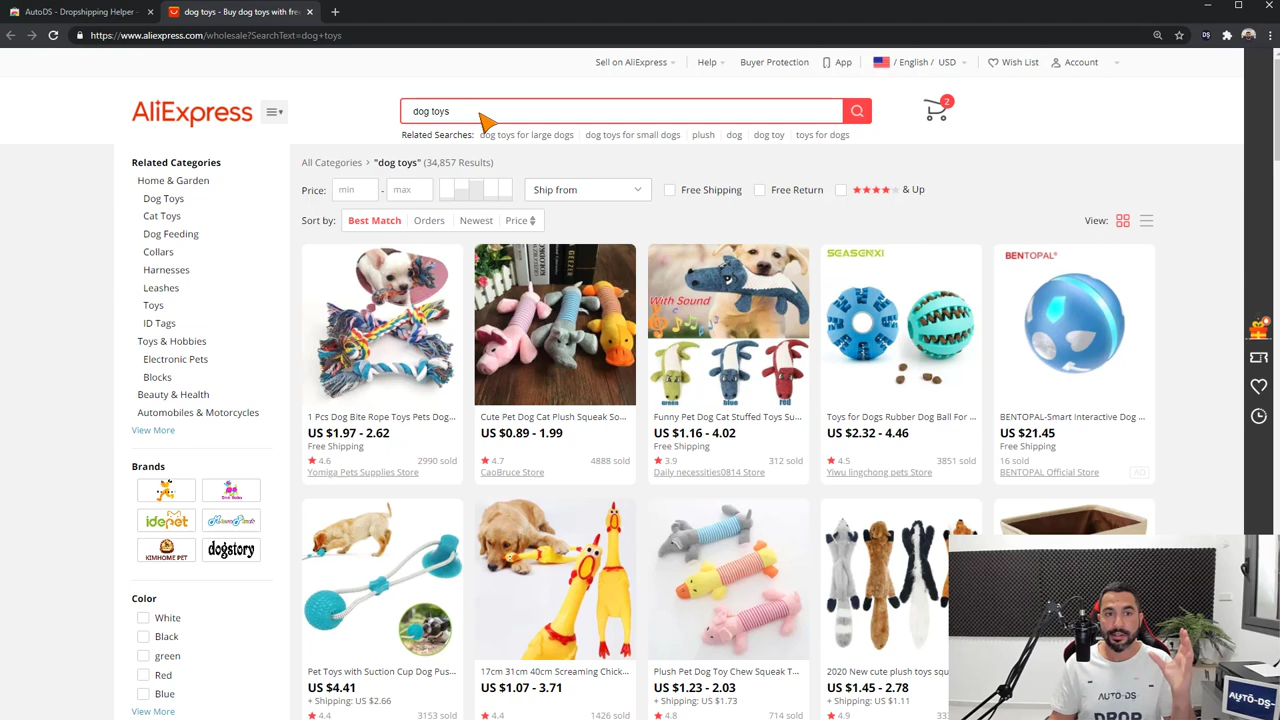 AutoDS - Dropshipping Helper -
dog toys - Buy dog toys with fre
https://www.aliexpress.com/wholesale?SearchText=dog+toys
Sell on AliExpress
Help
Buyer Protection
App
/ English / USD
Wish List
Account
AliExpress
dog toys
2
Related Searches: dog toys for large dogs dog toys for small dogs plush dog dog toy toys for dogs
Related Categories
Home & Garden
Dog Toys
Cat Toys
Dog Feeding
Collars
Harnesses
Leashes
Toys
ID Tags
Toys & Hobbies
Electronic Pets
Blocks
Beauty & Health
Automobiles & Motorcycles
View More
Brands
idepet
KIMHOME PET
dogstory
Color
White
Black
green
Red
Blue
View More
All Categories > "dog toys" (34,857 Results)
Price: min - max
Ship from
Free Shipping
Free Return
& Up
Sort by: Best Match Orders Newest Price
View:
1 Pcs Dog Bite Rope Toys Pets Dog...
US $1.97 - 2.62
Free Shipping
4.6 2990 sold
Yomiga Pets Supplies Store
GEEZER
Cute Pet Dog Cat Plush Squeak So...
US $0.89 - 1.99
4.7 4888 sold
CaoBruce Store
With Sound
green blue red
Funny Pet Dog Cat Stuffed Toys Su...
US $1.16 - 4.02
Free Shipping
3.9 312 sold
Daily necessities0814 Store
SEASENXI
Toys for Dogs Rubber Dog Ball For ...
US $2.32 - 4.46
4.5 3851 sold
Yiwu lingchong pets Store
BENTOPAL®
BENTOPAL-Smart Interactive Dog ...
US $21.45
Free Shipping
16 sold
BENTOPAL Official Store
AD
Pet Toys with Suction Cup Dog Pus...
US $4.41
+ Shipping: US $2.66
4.4 3153 sold
17cm 31cm 40cm Screaming Chick...
US $1.07 - 3.71
4.4 1426 sold
Plush Pet Dog Toy Chew Squeak T...
US $1.23 - 2.03
+ Shipping: US $1.73
4.8 714 sold
2020 New cute plush toys squ
US $1.45 - 2.78
+ Shipping: US $1.11
4.9
AUTO-DS
DROP
AUTO-DS